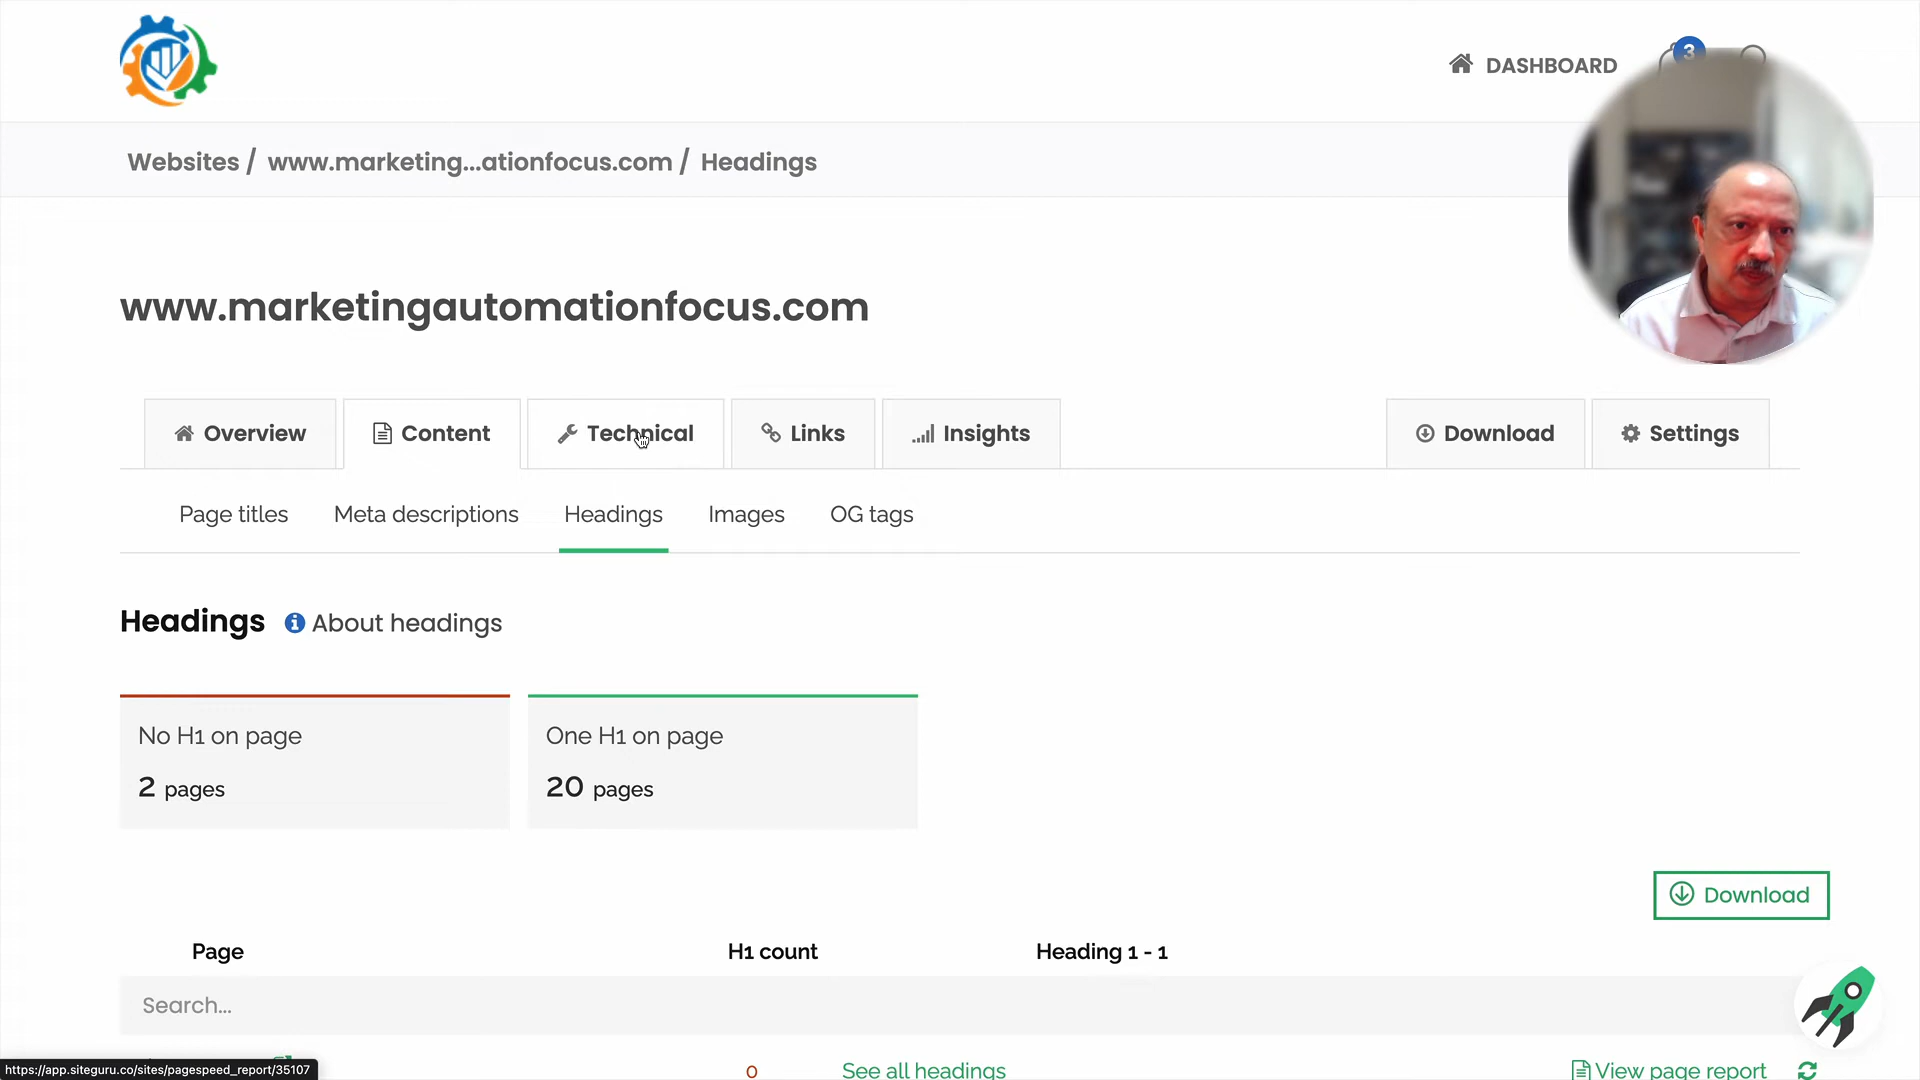 DASHBOARD
3
Websites / www.marketing...ationfocus.com / Headings
www.marketingautomationfocus.com
Overview
Content
Technical
Links
Insights
Download
Settings
Page titles
Meta descriptions
Headings
Images
OG tags
Headings
About headings
No H1 on page
2 pages
One H1 on page
20 pages
Download
Page
H1 count
Heading 1 - 1
Search...
0
See all headings
View page report
https://app.siteguru.co/sites/pagespeed_report/35107